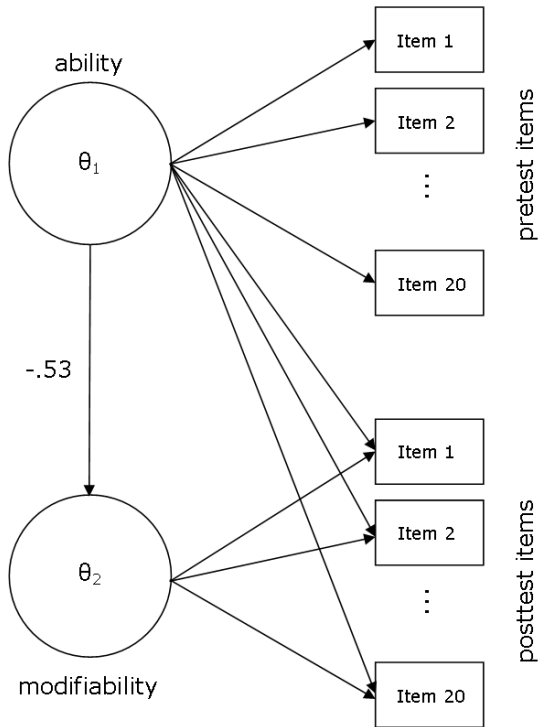 ability
θ1
-.53
θ2
modifiability
Item 1
Item 2
...
Item 20
pretest items
Item 1
Item 2
...
Item 20
posttest items